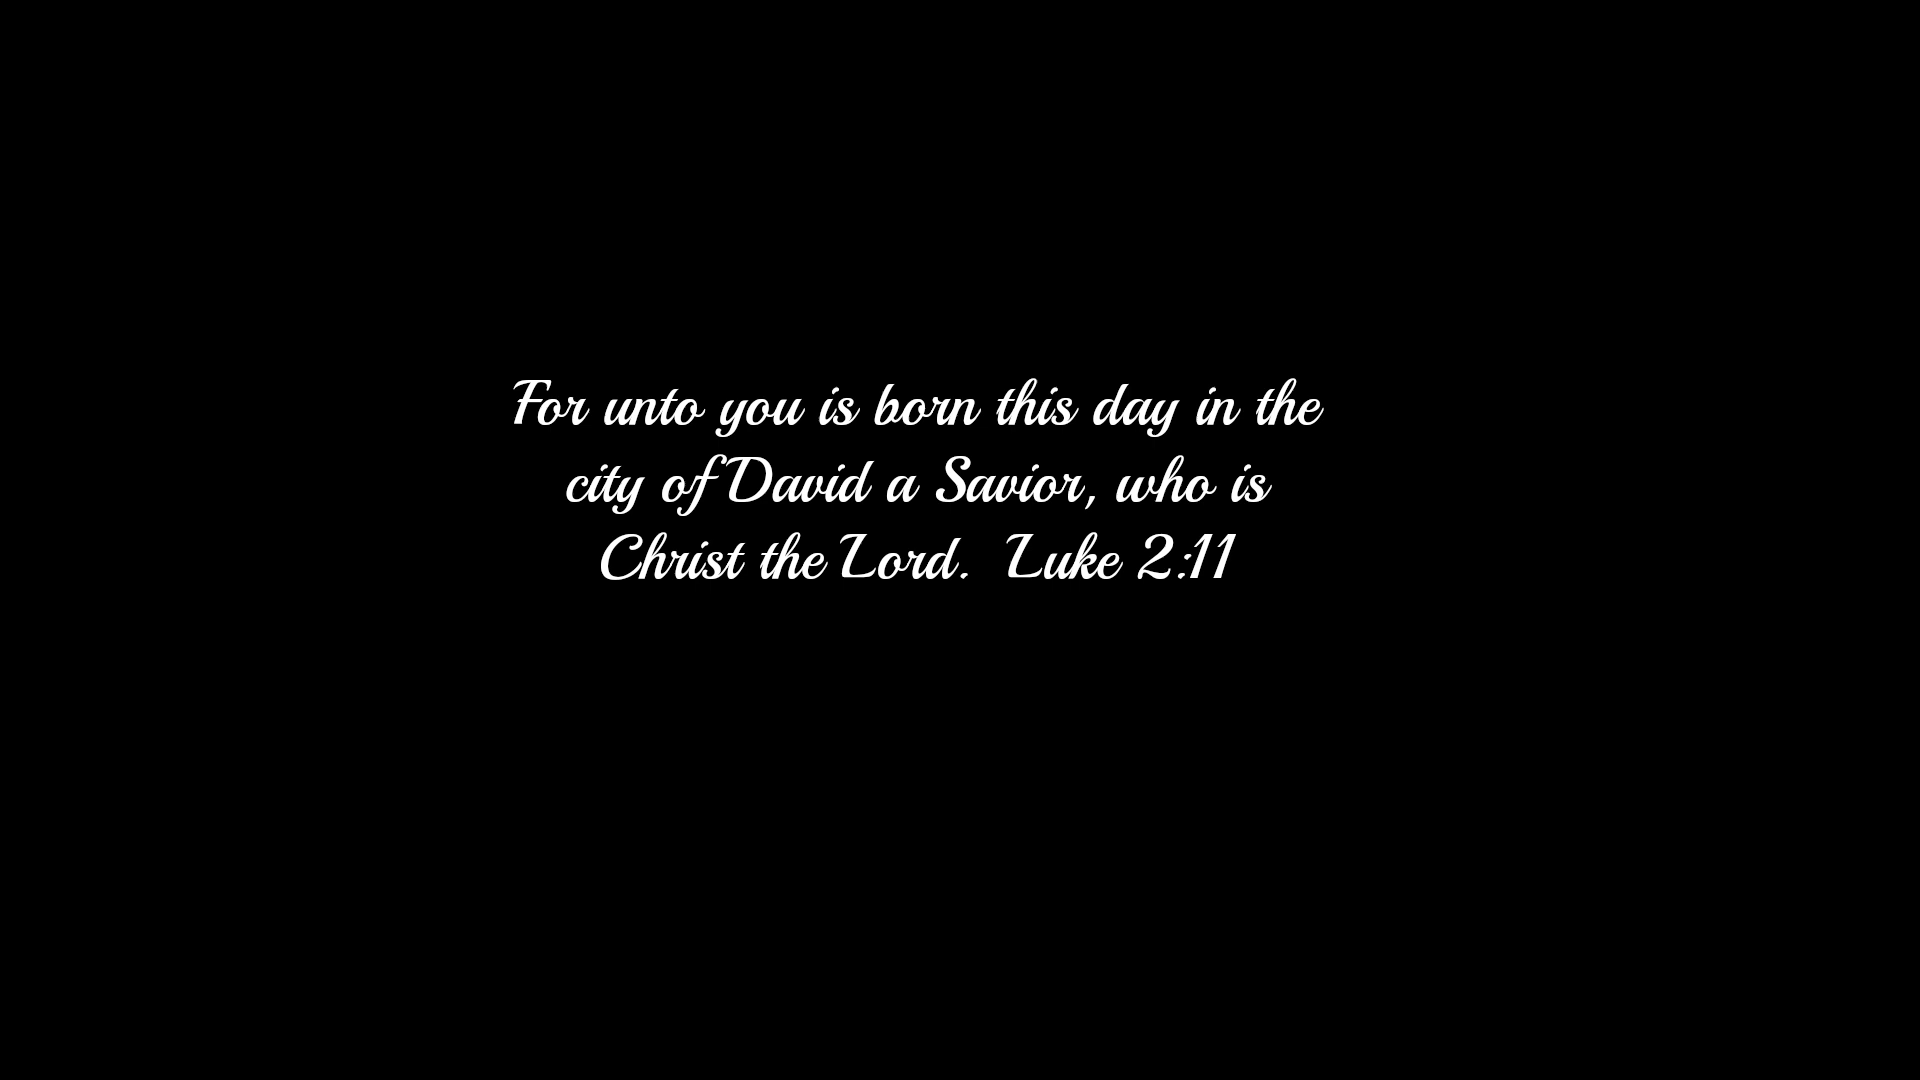 For unto you is born this day in the
city of David a Savior, who is
Christ the Lord.  Luke 2:11